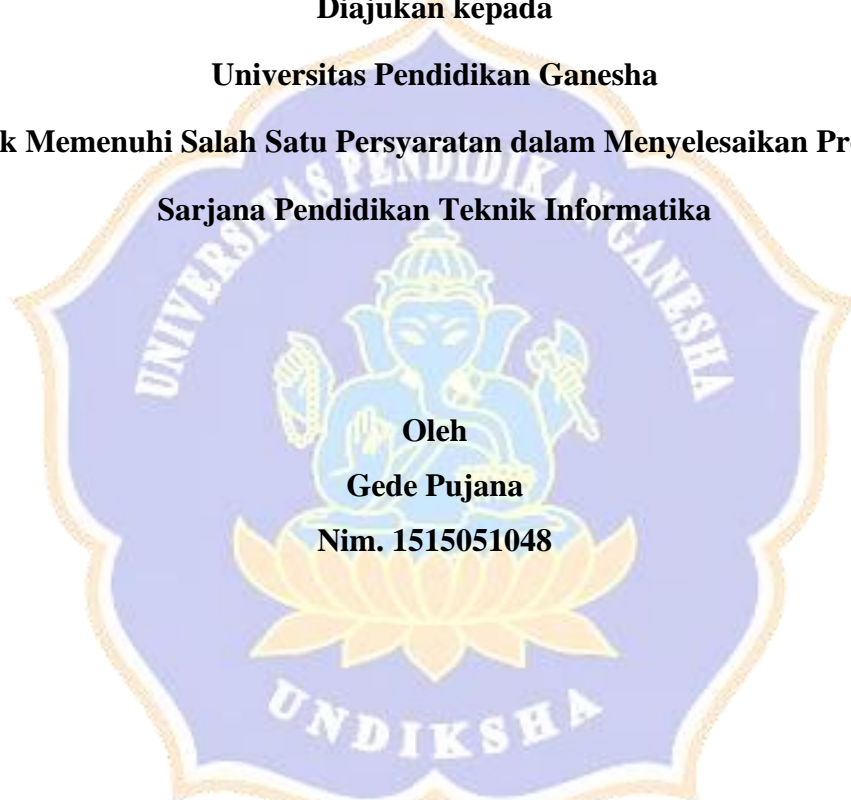 Diajukan kepada
Universitas Pendidikan Ganesha
k Memenuhi Salah Satu Persyaratan dalam Menyelesaikan Pr
Sarjana Pendidikan Teknik Informatika
UNIVERSITAS PENDIDIKAN GANESHA
Oleh
Gede Pujana
Nim. 1515051048
UNDIKSHA